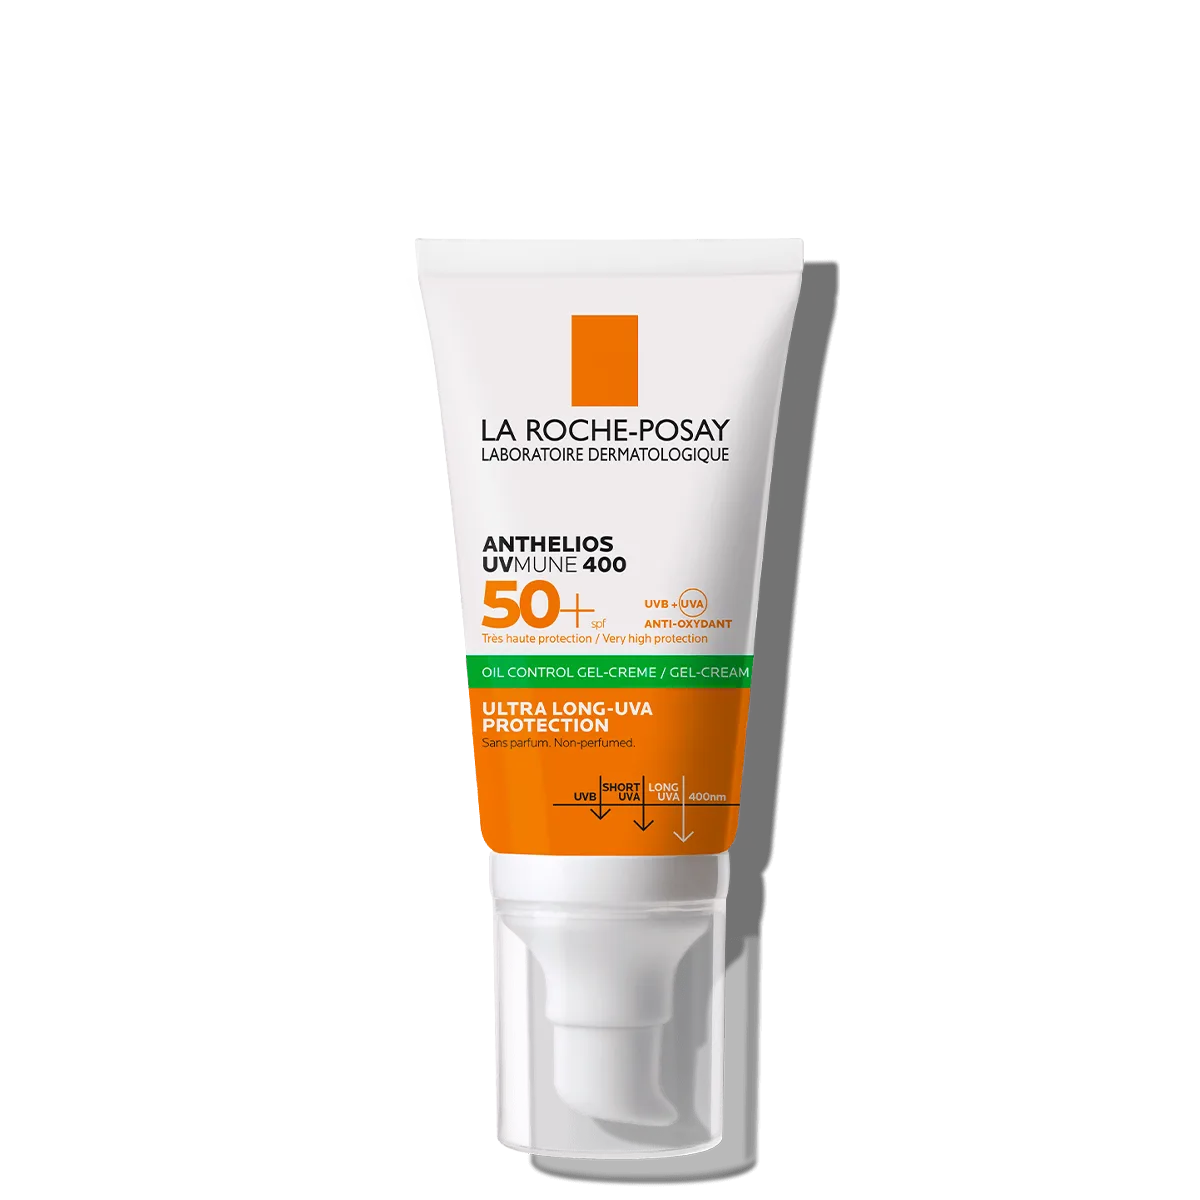 LA ROCHE-POSAY
LABORATOIRE DERMATOLOGIQUE
ANTHELIOS
UVMUNE 400
50+ spf
UVB + UVA
ANTI-OXYDANT
Très haute protection / Very high protection
OIL CONTROL GEL-CREME / GEL-CREAM
ULTRA LONG-UVA
PROTECTION
Sans parfum. Non-perfumed.
UVB
SHORT
UVA
LONG
UVA
400nm